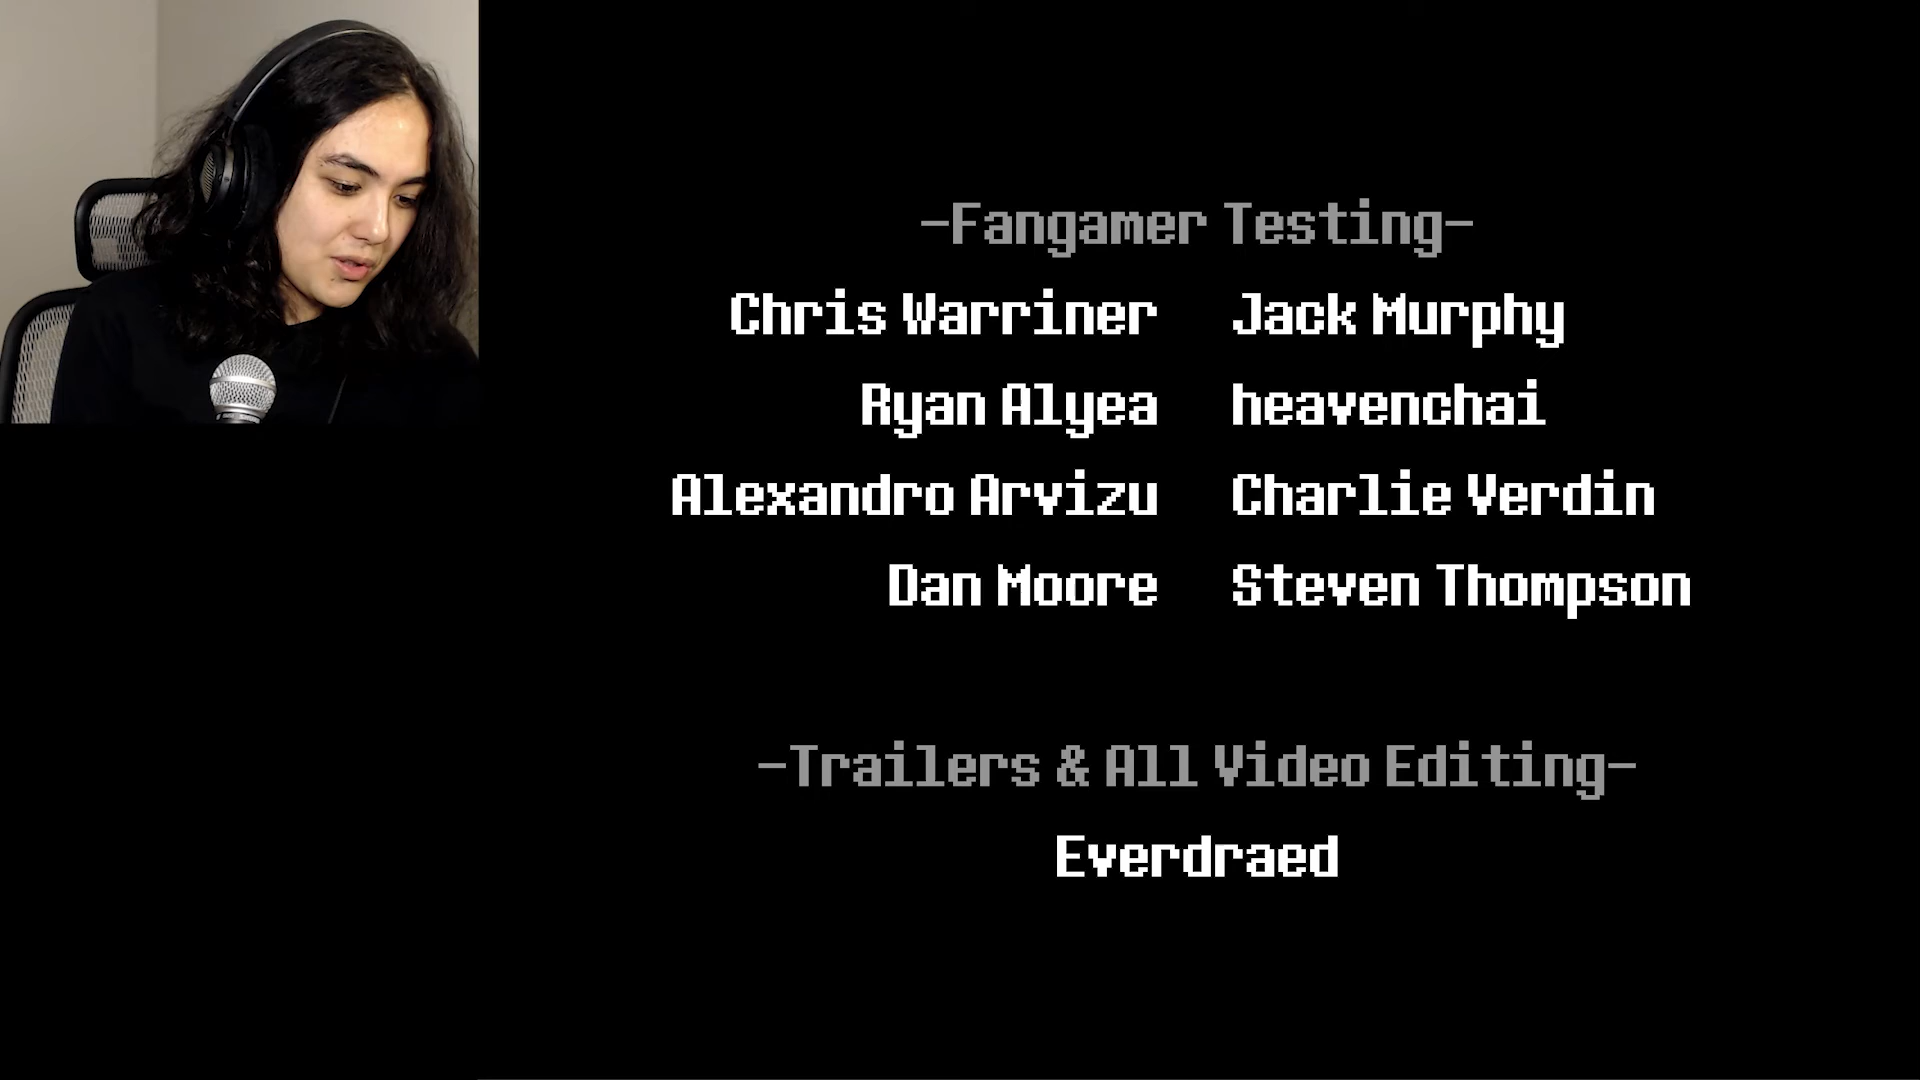 -Fangamer Testing-
Chris Warriner Jack Murphy
Ryan Alyea heavenchai
Alexandro Arvizu Charlie Verdin
Dan Moore Steven Thompson
-Trailers & All Video Editing-
Everdraed